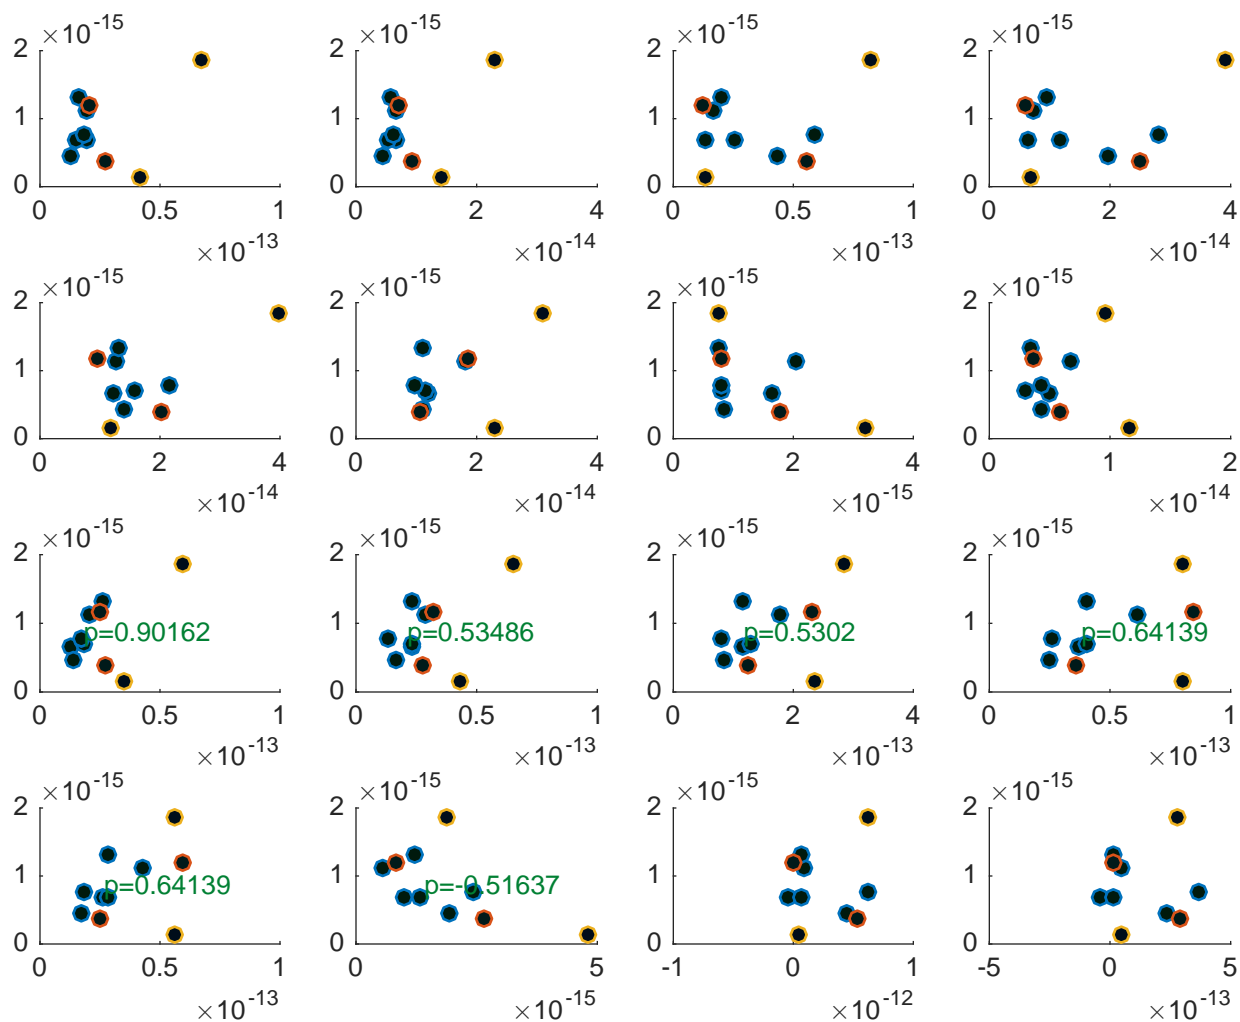 ×10-15 ×10-15 ×10-15 ×10-15
2 2 2 2
1 1 1 1
0 0 0 0
0 0.5 1 0 2 4 0 0.5 1 0 2 4
×10-13 ×10-14 ×10-13 ×10-14
×10-15 ×10-15 ×10-15 ×10-15
2 2 2 2
1 1 1 1
0 0 0 0
0 2 4 0 2 4 0 2 4 0 1 2
×10-14 ×10-14 ×10-15 ×10-14
×10-15 ×10-15 ×10-15 ×10-15
2 2 2 2
1 1 1 1
p=0.90162 p=0.53486 p=0.5302 p=0.64139
0 0 0 0
0 0.5 1 0 0.5 1 0 2 4 0 0.5 1
×10-13 ×10-13 ×10-13 ×10-13
×10-15 ×10-15 ×10-15 ×10-15
2 2 2 2
1 1 1 1
p=0.64139 p=-0.51637
0 0 0 0
0 0.5 1 0 5 -1 0 1 -5 0 5
×10-13 ×10-15 ×10-12 ×10-13